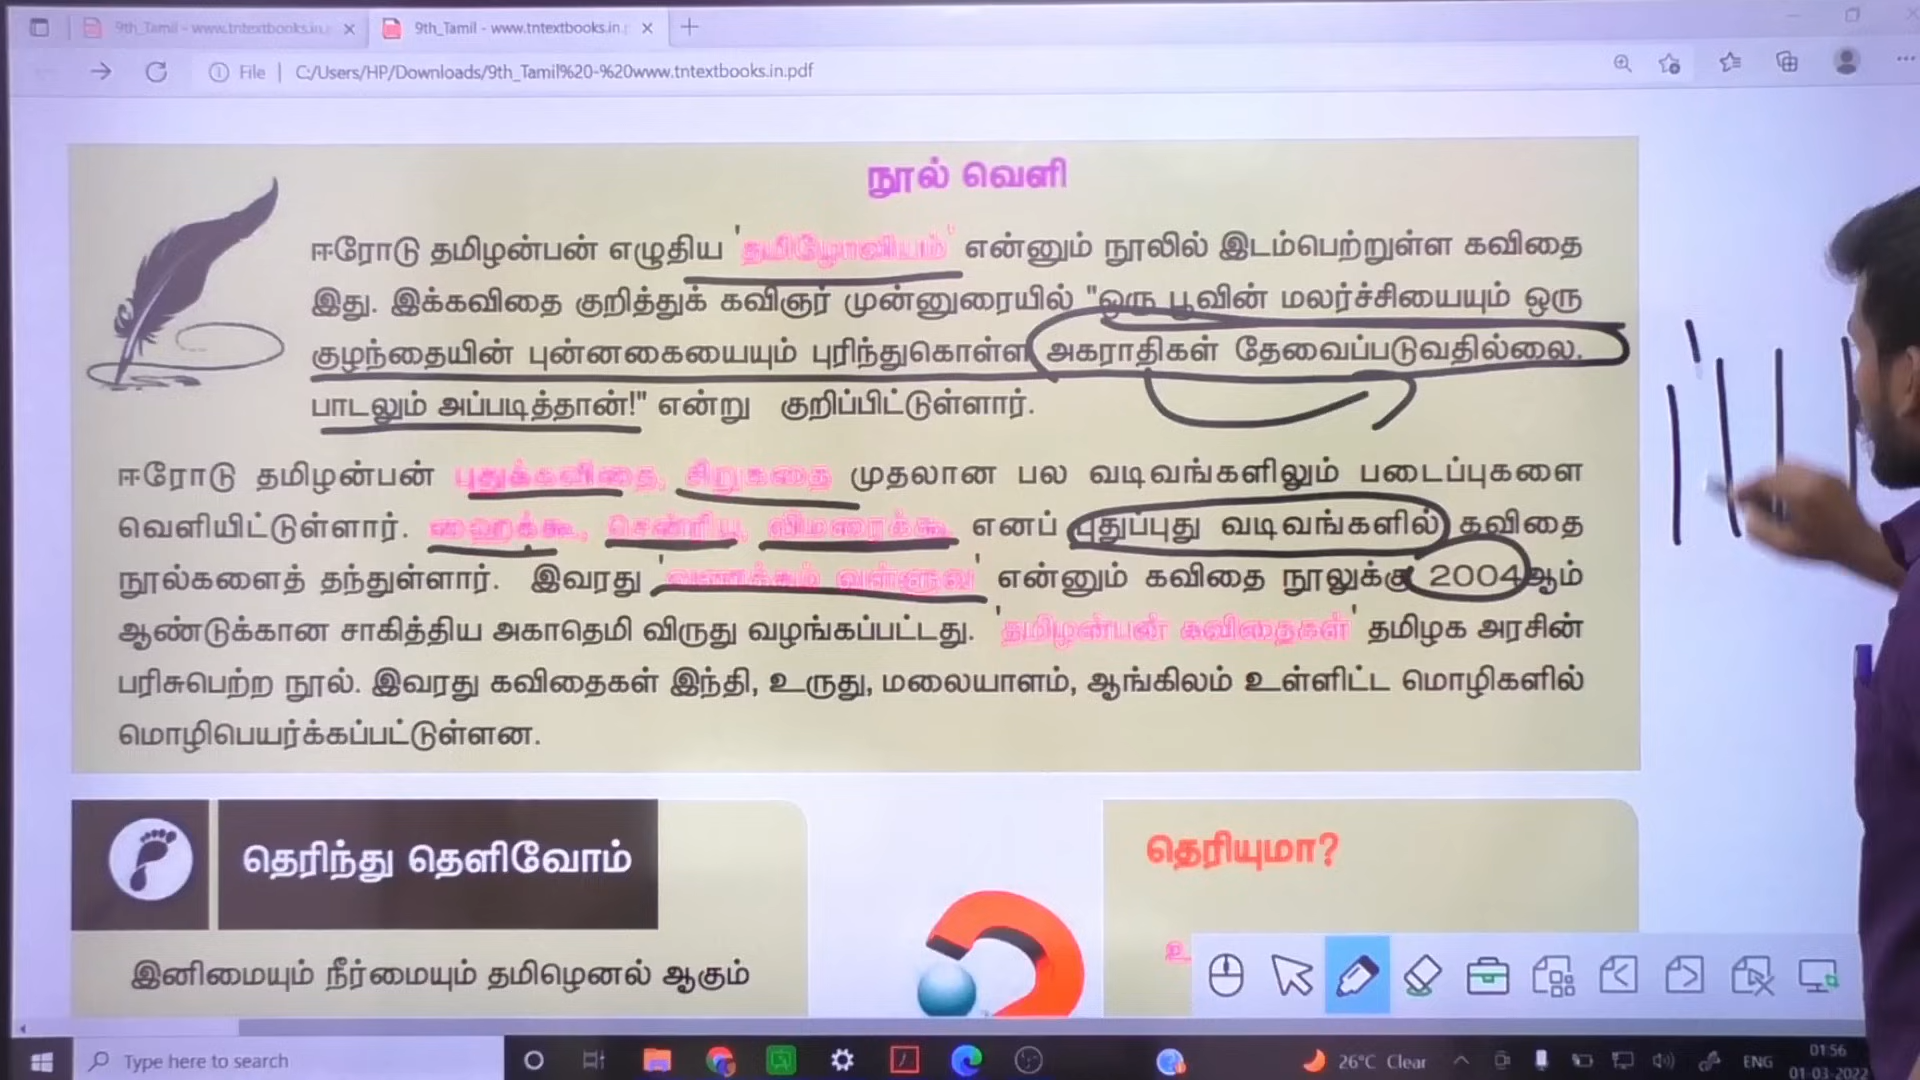 9th_Tamil - www.tntextbooks.in.p
9th_Tamil - www.tntextbooks.in.p
File | C:/Users/HP/Downloads/9th_Tamil%20-%20www.tntextbooks.in.pdf
நூல் வெளி
ஈரோடு தமிழன்பன் எழுதிய 'தமிழோவியம்' என்னும் நூலில் இடம்பெற்றுள்ள கவிதை
இது. இக்கவிதை குறித்துக் கவிஞர் முன்னுரையில் "ஒரு பூவின் மலர்ச்சியையும் ஒரு
குழந்தையின் புன்னகையையும் புரிந்துகொள்ள அகராதிகள் தேவைப்படுவதில்லை.
பாடலும் அப்படித்தான்!" என்று குறிப்பிட்டுள்ளார்.
ஈரோடு தமிழன்பன் புதுக்கவிதை, சிறுகதை முதலான பல வடிவங்களிலும் படைப்புகளை
வெளியிட்டுள்ளார். ஹைக்கூ, சென்ரியு, லிமரைக்கூ எனப் புதுப்புது வடிவங்களில் கவிதை
நூல்களைத் தந்துள்ளார். இவரது 'வணக்கம் வள்ளுவ' என்னும் கவிதை நூலுக்கு 2004ஆம்
ஆண்டுக்கான சாகித்திய அகாதெமி விருது வழங்கப்பட்டது. 'தமிழன்பன் கவிதைகள்' தமிழக அரசின்
பரிசுபெற்ற நூல். இவரது கவிதைகள் இந்தி, உருது, மலையாளம், ஆங்கிலம் உள்ளிட்ட மொழிகளில்
மொழிபெயர்க்கப்பட்டுள்ளன.
தெரிந்து தெளிவோம்
இனிமையும் நீர்மையும் தமிழெனல் ஆகும்
தெரியுமா?
உ
Type here to search
26°C Clear
ENG
01:56
01-03-2022